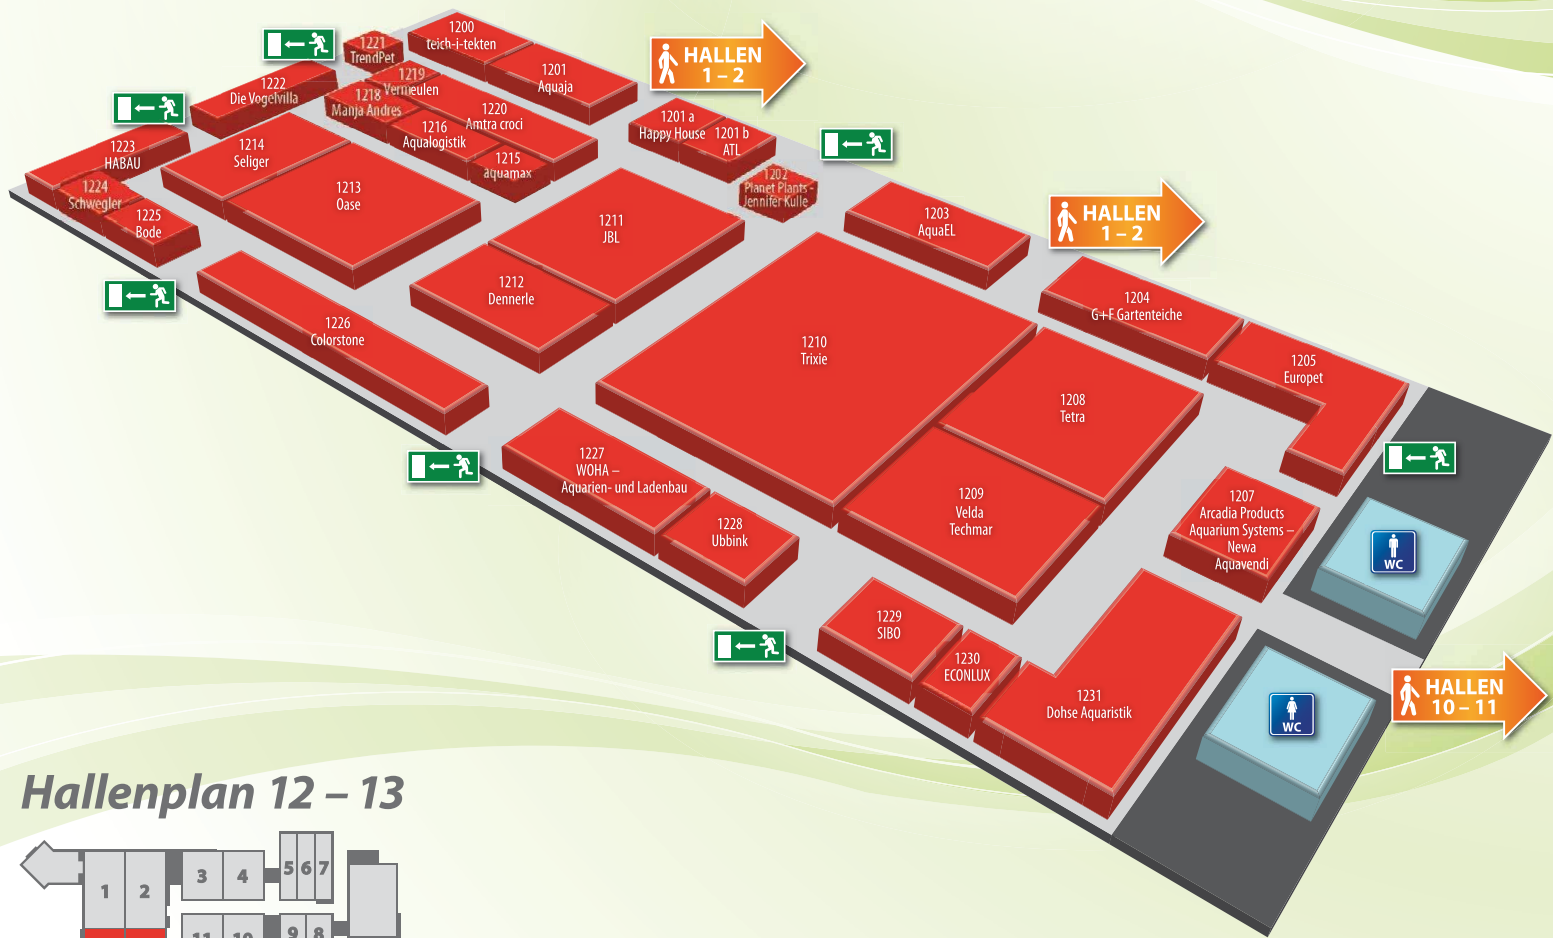 1200
teich-i-tekten
1201
Aquaja
HALLEN
1 – 2
1221
TrendPet
1219
Vermeulen
1218
Manja Andres
1220
Amtra croci
1216
Aqualogistik
1215
aquamax
1222
Die Vogelvilla
1223
HABAU
1224
Schwegler
1225
Bode
1214
Seliger
1213
Oase
1201 a
Happy House
1201 b
ATL
1202
Planet Plants -
Jennifer Kulle
1203
AquaEL
HALLEN
1 – 2
1211
JBL
1212
Dennerle
1226
Colorstone
1210
Trixie
1204
G+F Gartenteiche
1205
Europet
1208
Tetra
1209
Velda
Techmar
1207
Arcadia Products
Aquarium Systems –
Newa
Aquavendi
1227
WOHA –
Aquarien- und Ladenbau
1228
Ubbink
1229
SIBO
1230
ECONLUX
1231
Dohse Aquaristik
WC
WC
HALLEN
10 – 11
Hallenplan 12 – 13
1
2
3
4
5
6
7
11
10
9
8